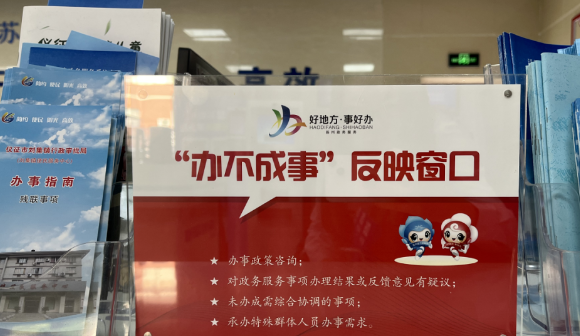 苏
高效
好地方·事好办
HAODIFANG·SHIHAOBAN
“办不成事”反映窗口
★ 办事政策咨询；
★ 对政务服务事项办理结果或反馈意见有疑议；
★ 未办成需综合协调的事项；
★ 承办特殊群体人员办事需求。
办事指南
残联事项